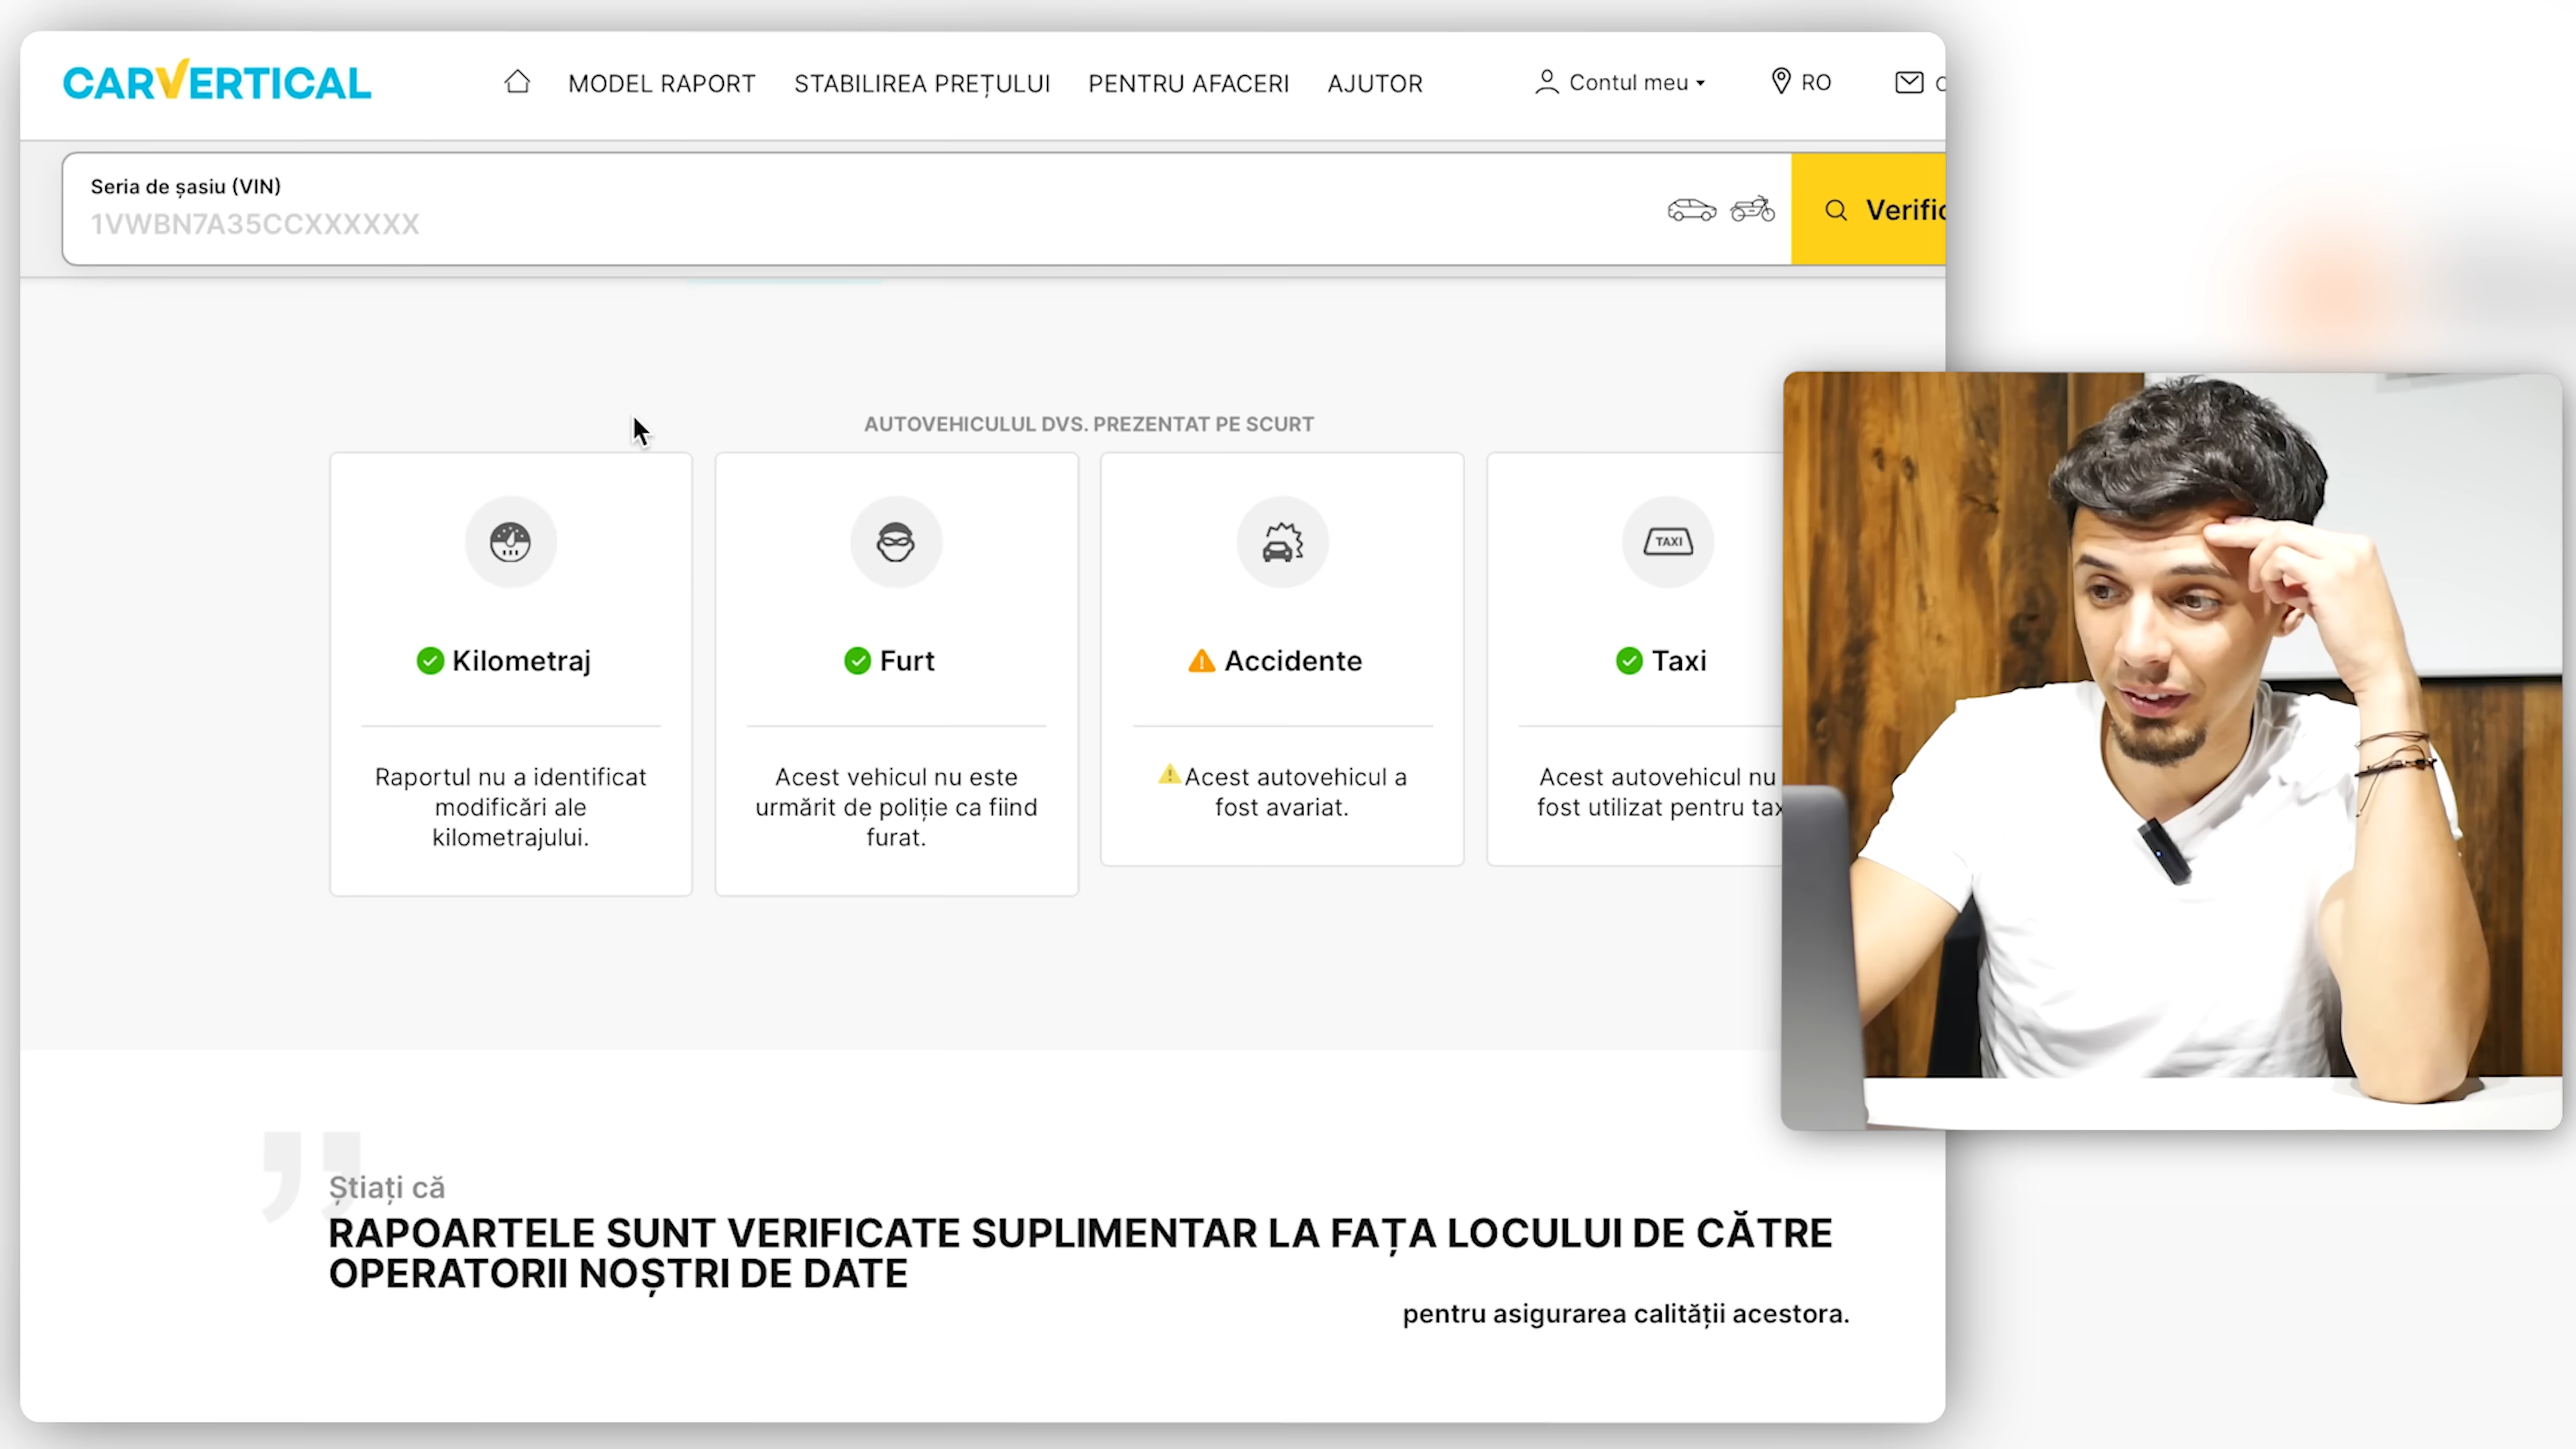 CARVERTICAL
MODEL RAPORT
STABILIREA PREȚULUI
PENTRU AFACERI
AJUTOR
Contul meu
RO
Seria de șasiu (VIN)
1VWBN7A35CCXXXXXX
Verific
AUTOVEHICULUL DVS. PREZENTAT PE SCURT
Kilometraj
Raportul nu a identificat
modificări ale
kilometrajului.
Furt
Acest vehicul nu este
urmărit de poliție ca fiind
furat.
Accidente
Acest autovehicul a
fost avariat.
TAXI
Taxi
Acest autovehicul nu
fost utilizat pentru tax
Știați că
RAPOARTELE SUNT VERIFICATE SUPLIMENTAR LA FAȚA LOCULUI DE CĂTRE
OPERATORII NOȘTRI DE DATE
pentru asigurarea calității acestora.